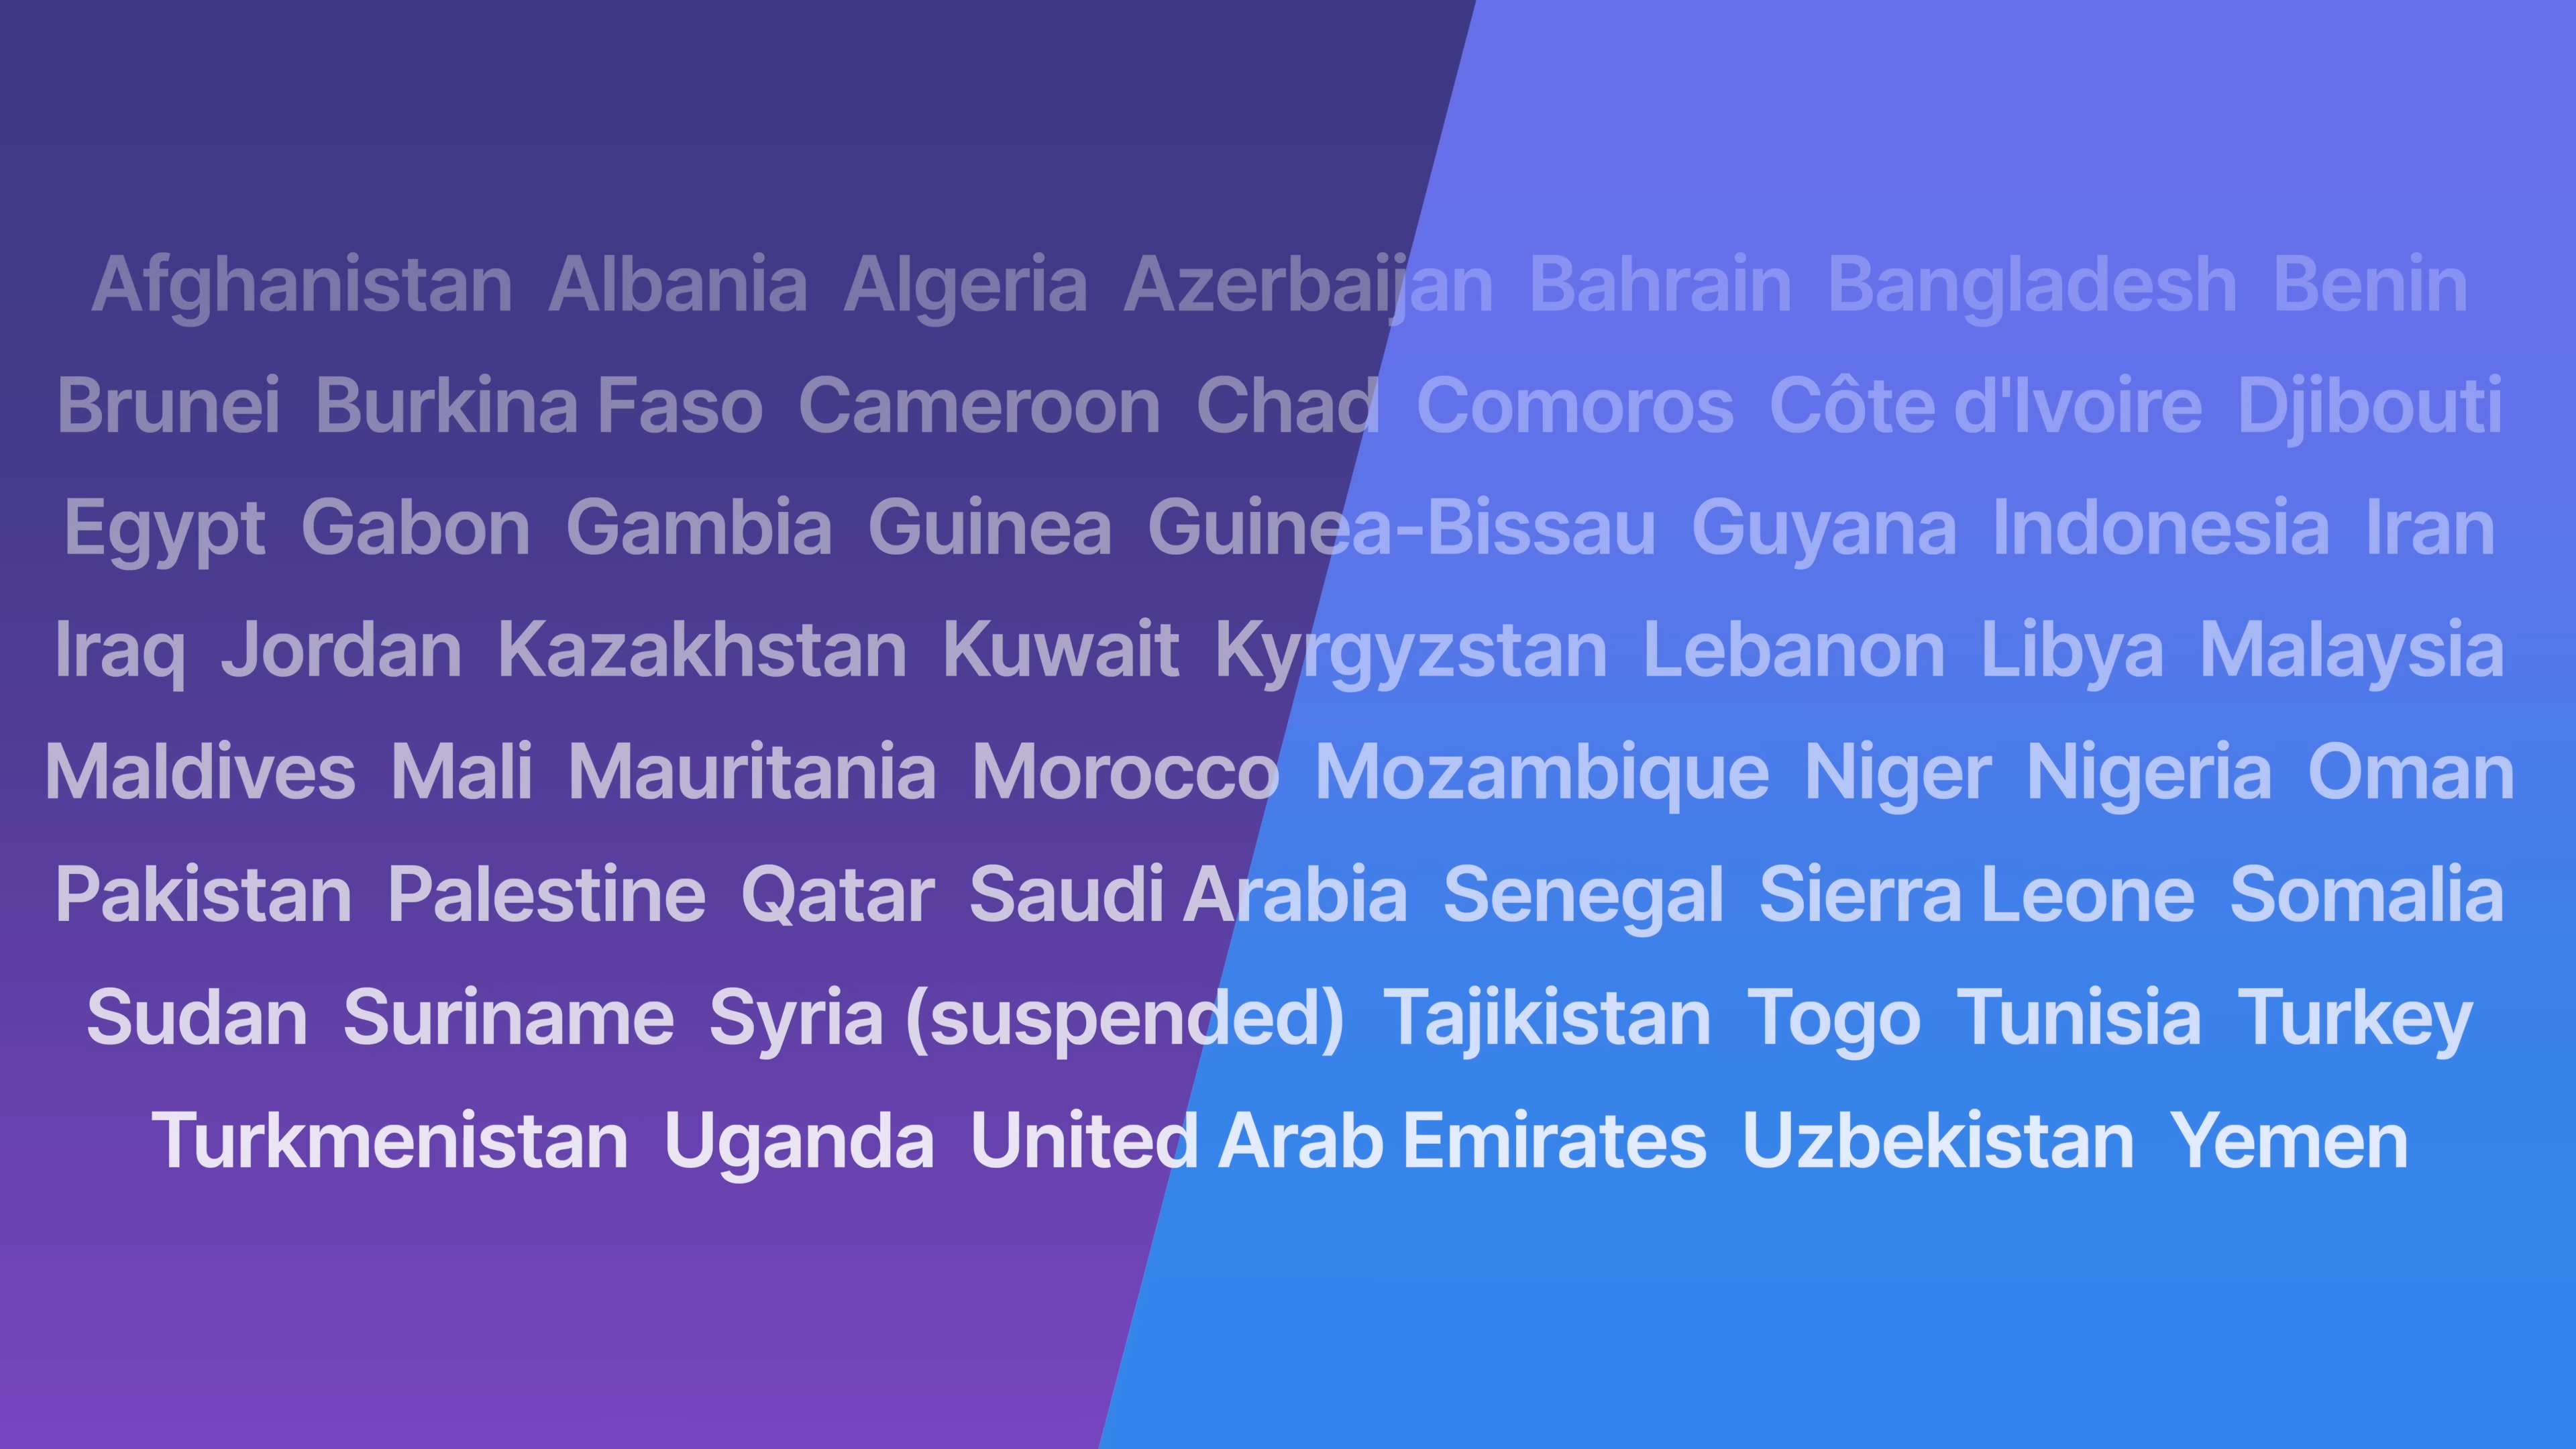 Afghanistan Albania Algeria Azerbaijan Bahrain Bangladesh Benin
Brunei Burkina Faso Cameroon Chad Comoros Côte d'Ivoire Djibouti
Egypt Gabon Gambia Guinea Guinea-Bissau Guyana Indonesia Iran
Iraq Jordan Kazakhstan Kuwait Kyrgyzstan Lebanon Libya Malaysia
Maldives Mali Mauritania Morocco Mozambique Niger Nigeria Oman
Pakistan Palestine Qatar Saudi Arabia Senegal Sierra Leone Somalia
Sudan Suriname Syria (suspended) Tajikistan Togo Tunisia Turkey
Turkmenistan Uganda United Arab Emirates Uzbekistan Yemen